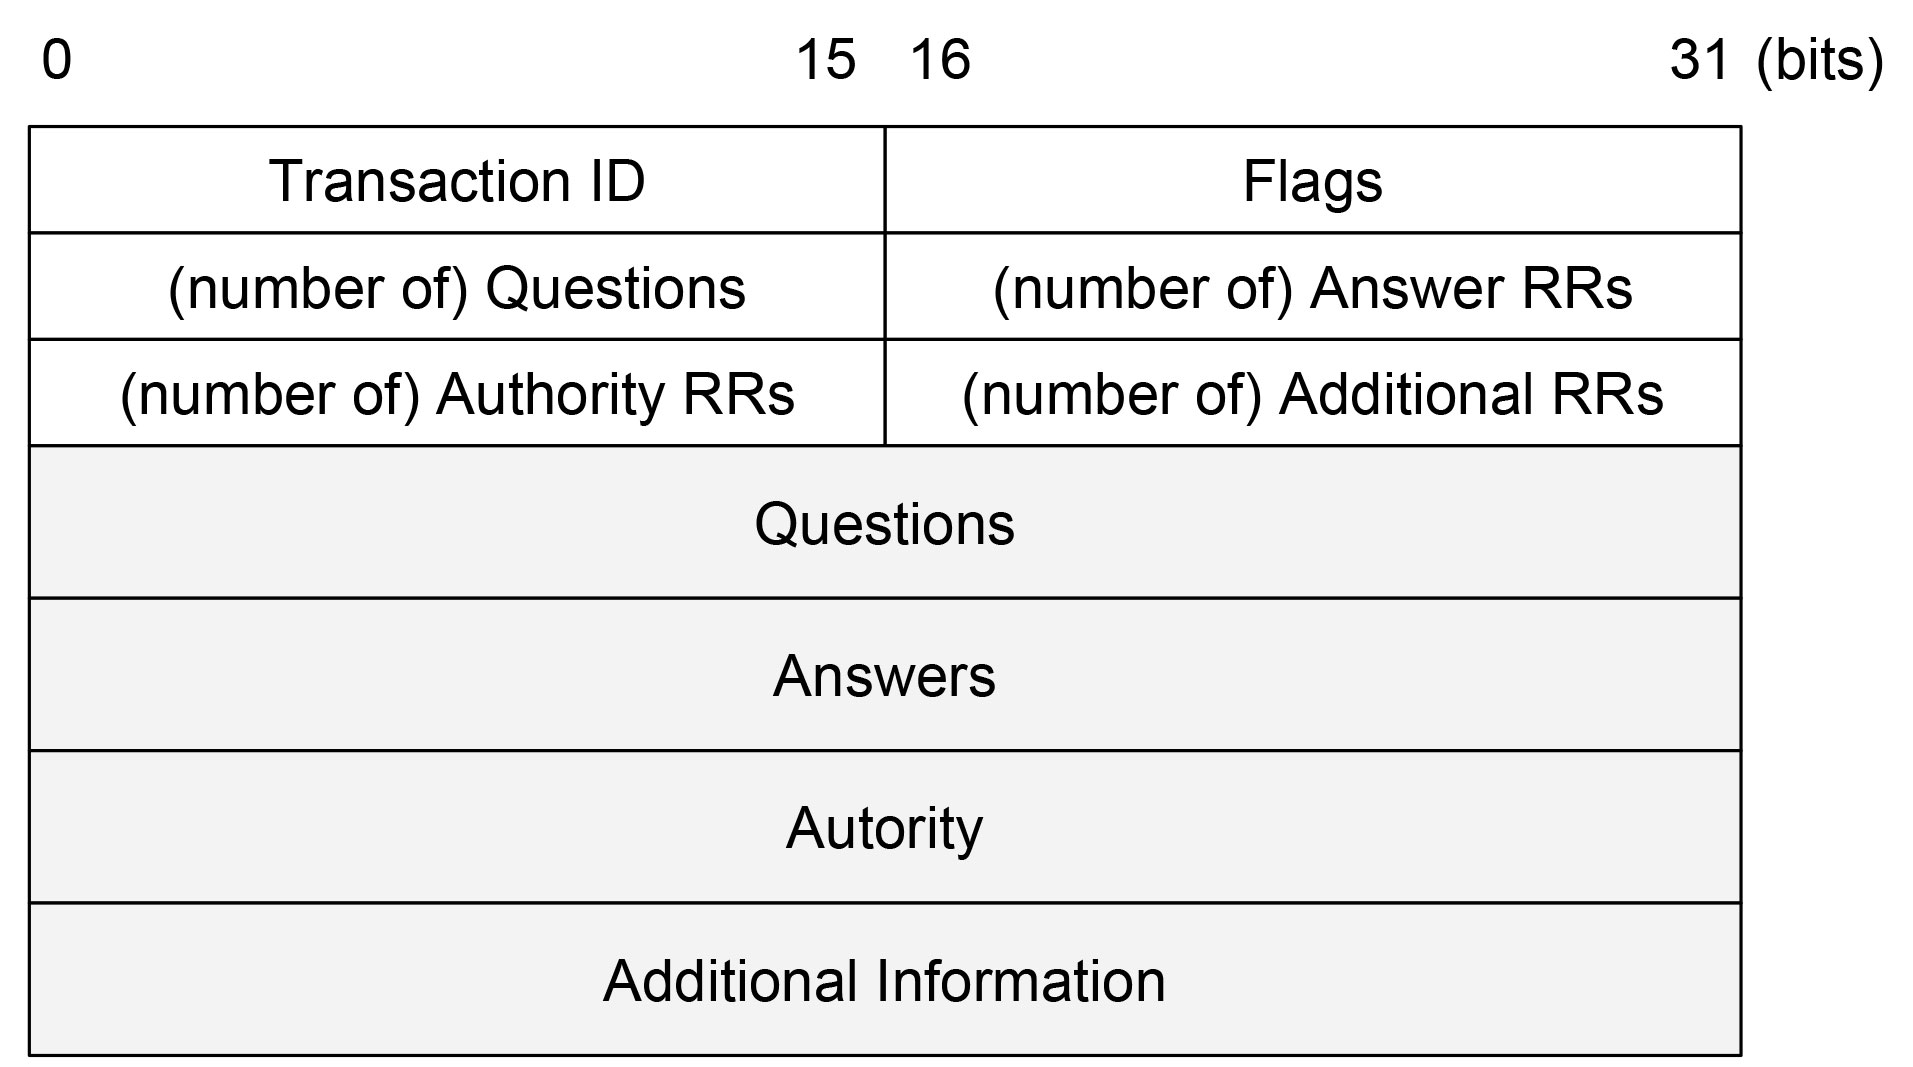 0 15 16 31 (bits)
Transaction ID Flags
(number of) Questions (number of) Answer RRs
(number of) Authority RRs (number of) Additional RRs
Questions
Answers
Autority
Additional Information